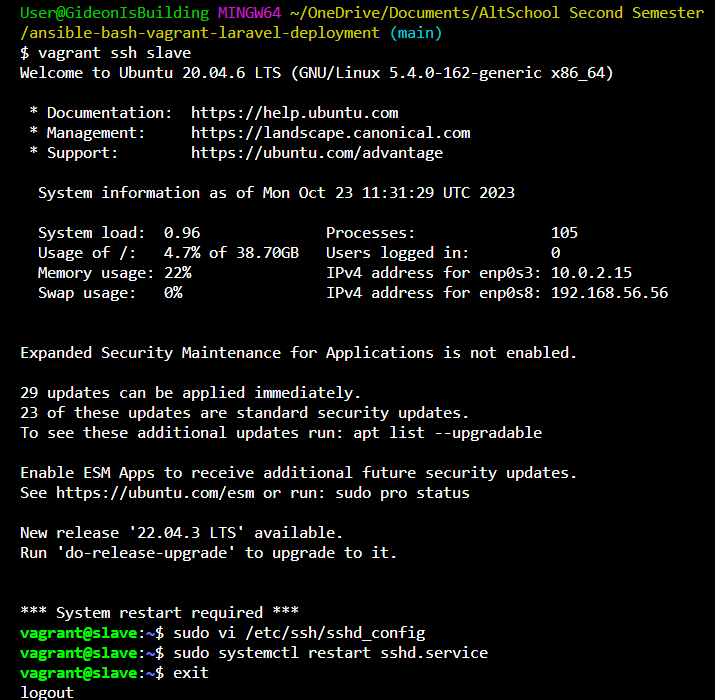 User@GideonIsBuilding MINGW64 ~/OneDrive/Documents/AltSchool Second Semester
/ansible-bash-vagrant-laravel-deployment (main)
$ vagrant ssh slave
Welcome to Ubuntu 20.04.6 LTS (GNU/Linux 5.4.0-162-generic x86_64)
* Documentation:  https://help.ubuntu.com
* Management:     https://landscape.canonical.com
* Support:        https://ubuntu.com/advantage
System information as of Mon Oct 23 11:31:29 UTC 2023
System load:  0.96              Processes:               105
Usage of /:   4.7% of 38.70GB   Users logged in:         0
Memory usage: 22%               IPv4 address for enp0s3: 10.0.2.15
Swap usage:   0%                IPv4 address for enp0s8: 192.168.56.56
Expanded Security Maintenance for Applications is not enabled.
29 updates can be applied immediately.
23 of these updates are standard security updates.
To see these additional updates run: apt list --upgradable
Enable ESM Apps to receive additional future security updates.
See https://ubuntu.com/esm or run: sudo pro status
New release '22.04.3 LTS' available.
Run 'do-release-upgrade' to upgrade to it.
*** System restart required ***
vagrant@slave:~$ sudo vi /etc/ssh/sshd_config
vagrant@slave:~$ sudo systemctl restart sshd.service
vagrant@slave:~$ exit
logout